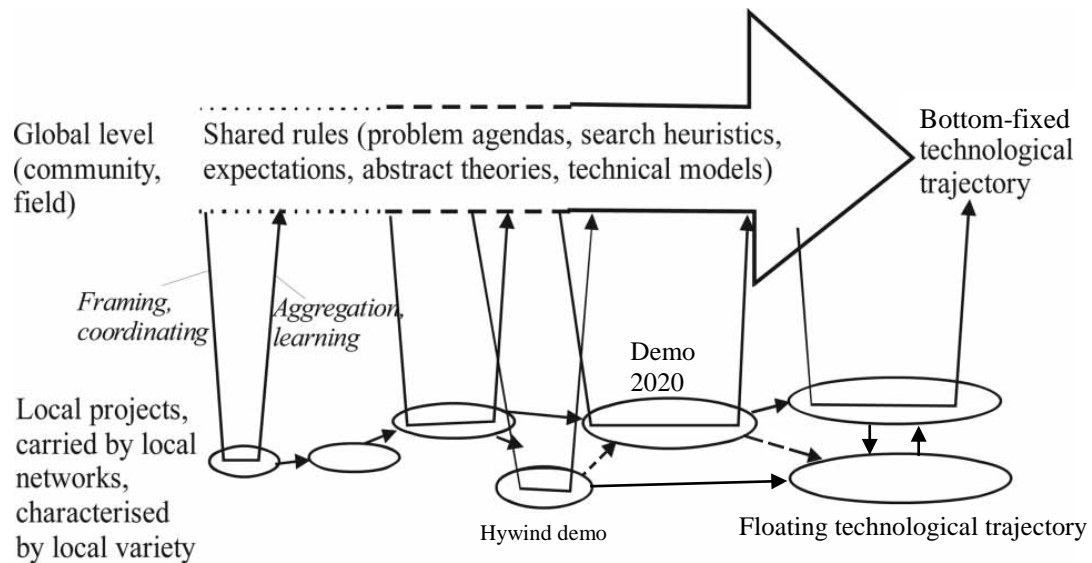 Global level
(community,
field)
Shared rules (problem agendas, search heuristics,
expectations, abstract theories, technical models)
Bottom-fixed
technological
trajectory
Framing,
coordinating
Aggregation,
learning
Demo
2020
Local projects,
carried by local
networks,
characterised
by local variety
Hywind demo
Floating technological trajectory